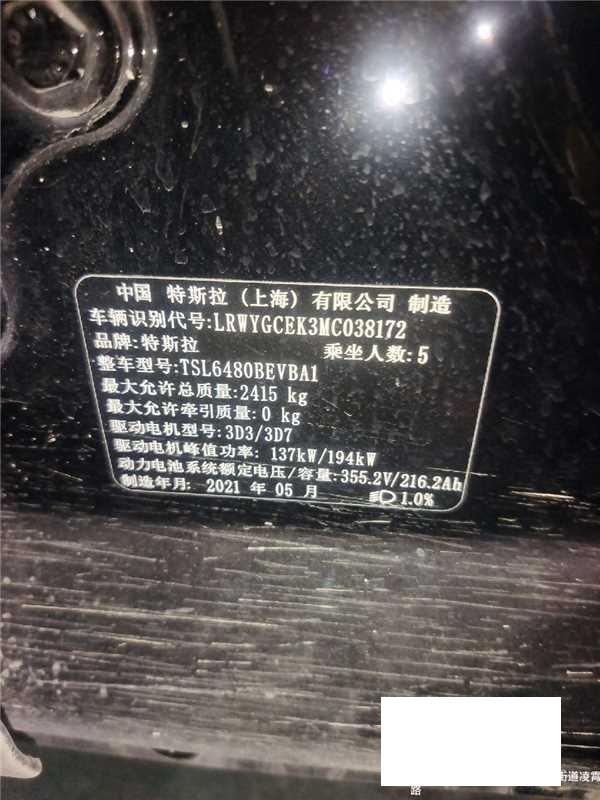 中国 特斯拉（上海）有限公司 制造
车辆识别代号:LRWYGCEK3MC038172
品牌:特斯拉 乘坐人数:5
整车型号:TSL6480BEVBA1
最大允许总质量:2415 kg
最大允许牵引质量:0 kg
驱动电机型号:3D3/3D7
驱动电机峰值功率: 137kW/194kW
动力电池系统额定电压/容量:355.2V/216.2Ah
制造年月: 2021 年 05 月 1.0%
街道凌霄
路